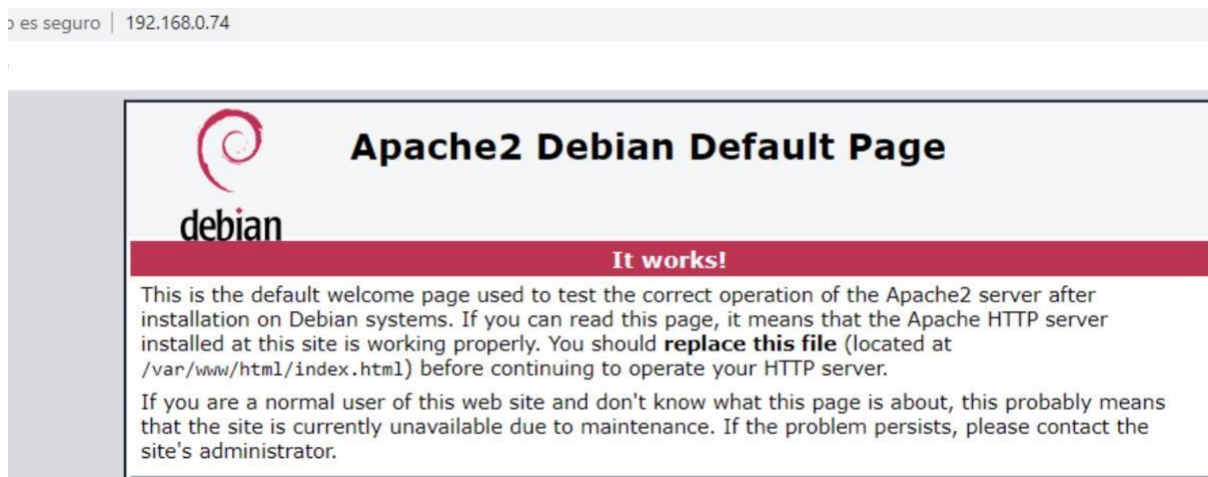 o es seguro | 192.168.0.74
Apache2 Debian Default Page
debian
It works!
This is the default welcome page used to test the correct operation of the Apache2 server after
installation on Debian systems. If you can read this page, it means that the Apache HTTP server
installed at this site is working properly. You should replace this file (located at
/var/www/html/index.html) before continuing to operate your HTTP server.
If you are a normal user of this web site and don't know what this page is about, this probably means
that the site is currently unavailable due to maintenance. If the problem persists, please contact the
site's administrator.